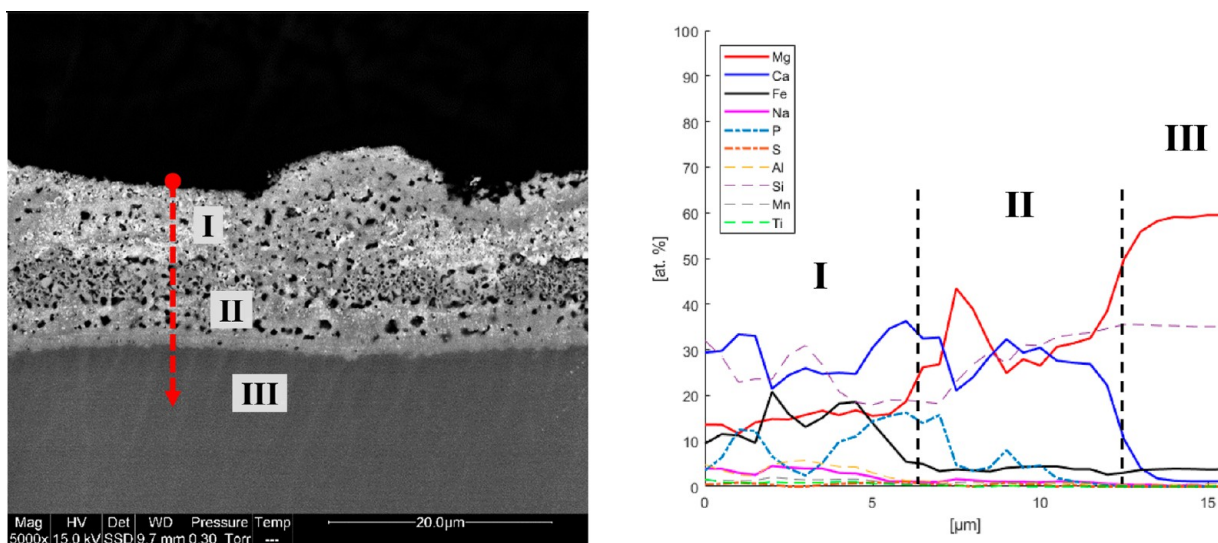 I
II
III
Mag HV Det WD Pressure Temp
5000x 15.0 kV SSD 9.7 mm 0.30 Torr ---
20.0µm
100
90
80
70
60
50
40
30
20
10
0
[at. %]
Mg
Ca
Fe
Na
P
S
Al
Si
Mn
Ti
I
II
III
0 5 10 15
[µm]